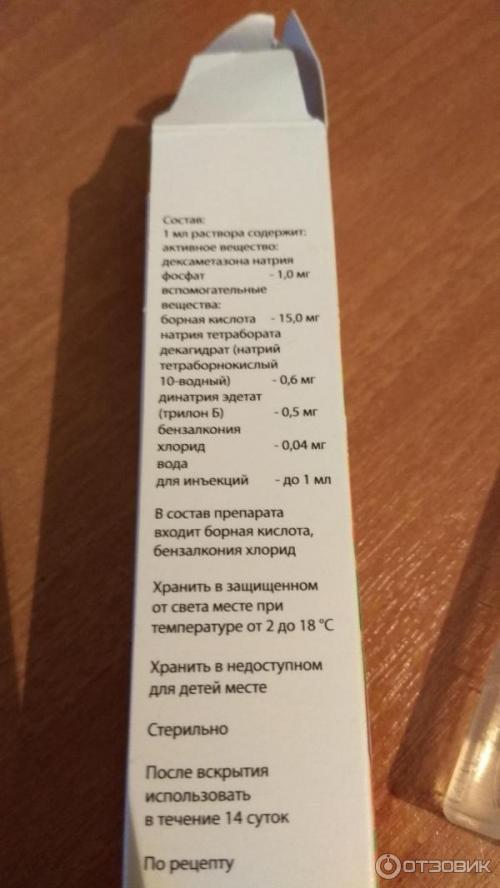 Состав:
1 мл раствора содержит:
активное вещество:
дексаметазона натрия
фосфат - 1,0 мг
вспомогательные
вещества:
борная кислота - 15,0 мг
натрия тетрабората
декагидрат (натрий
тетраборнокислый
10-водный) - 0,6 мг
динатрия эдетат
(трилон Б) - 0,5 мг
бензалкония
хлорид - 0,04 мг
вода
для инъекций - до 1 мл
В состав препарата
входит борная кислота,
бензалкония хлорид
Хранить в защищенном
от света месте при
температуре от 2 до 18 °С
Хранить в недоступном
для детей месте
Стерильно
После вскрытия
использовать
в течение 14 суток
По рецепту
ОТЗОВИК